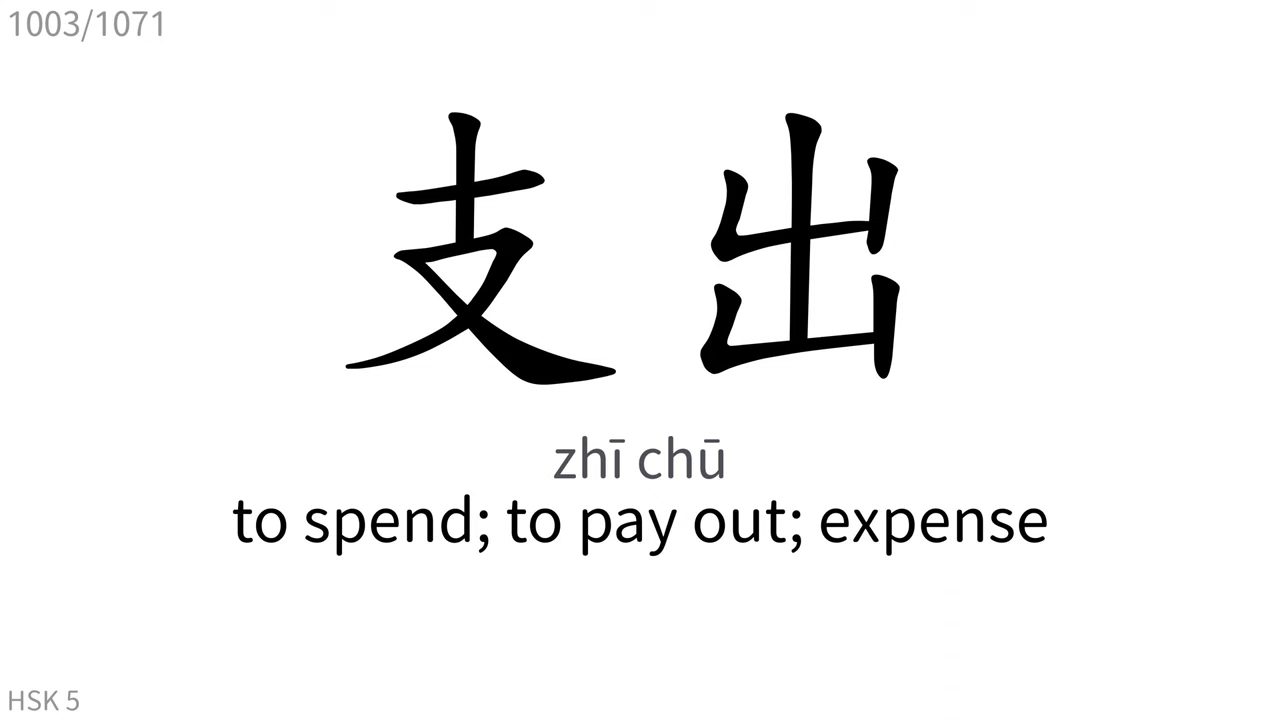 1003/1071
支出
zhī chū
to spend; to pay out; expense
HSK 5